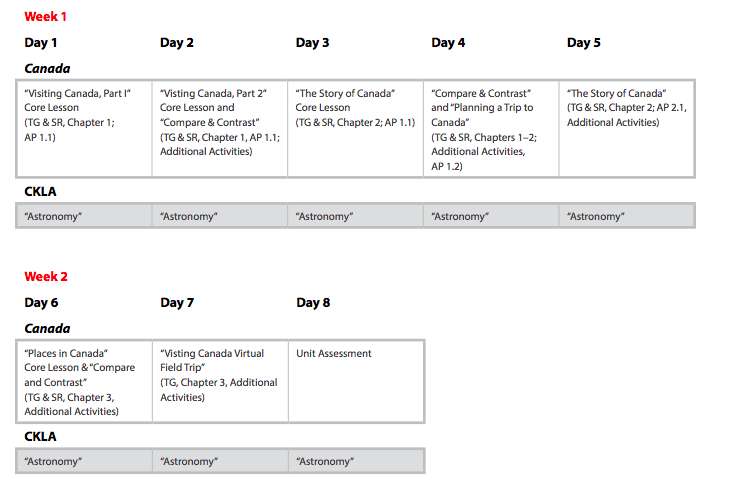 Week 1
Day 1 Day 2 Day 3 Day 4 Day 5
Canada
“Visiting Canada, Part I”
Core Lesson
(TG & SR, Chapter 1;
AP 1.1)
“Visting Canada, Part 2”
Core Lesson and
“Compare & Contrast”
(TG & SR, Chapter 1, AP 1.1;
Additional Activities)
“The Story of Canada”
Core Lesson
(TG & SR, Chapter 2; AP 1.1)
“Compare & Contrast”
and “Planning a Trip to
Canada”
(TG & SR, Chapters 1–2;
Additional Activities,
AP 1.2)
“The Story of Canada”
(TG & SR, Chapter 2; AP 2.1,
Additional Activities)
CKLA
“Astronomy” “Astronomy” “Astronomy” “Astronomy” “Astronomy”
Week 2
Day 6 Day 7 Day 8
Canada
“Places in Canada”
Core Lesson & “Compare
and Contrast”
(TG & SR, Chapter 3,
Additional Activities)
“Visting Canada Virtual
Field Trip”
(TG, Chapter 3, Additional
Activities)
Unit Assessment
CKLA
“Astronomy” “Astronomy” “Astronomy”